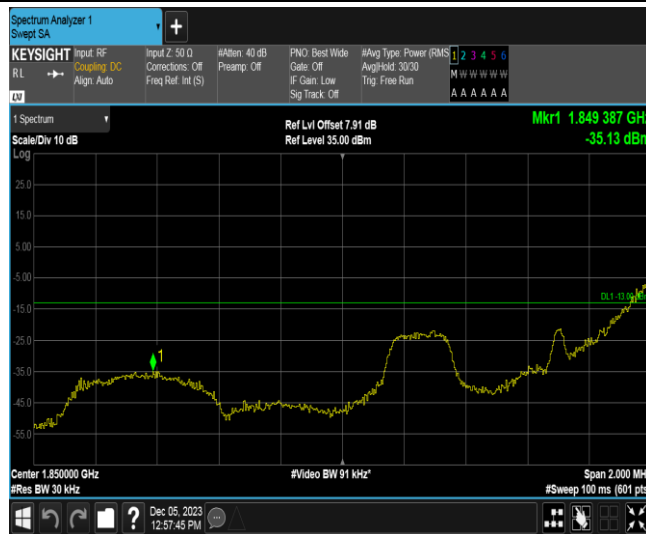 Spectrum Analyzer 1
Swept SA
+
KEYSIGHT Input: RF Input Z: 50 Ω #Atten: 40 dB PNO: Best Wide #Avg Type: Power (RMS 1 2 3 4 5 6
RL Coupling: DC Corrections: Off Preamp: Off Gate: Off Avg|Hold: 30/30 M W W W W W
Align: Auto Freq Ref: Int (S) IF Gain: Low Trig: Free Run
Sig Track: Off A A A A A A
1 Spectrum Ref Lvl Offset 7.91 dB Mkr1 1.849 387 GHz
Scale/Div 10 dB Ref Level 35.00 dBm -35.13 dBm
Log
25.0
15.0
5.00
-5.00
DL1 -13.00
-15.0
-25.0
1
-35.0
-45.0
-55.0
Center 1.850000 GHz #Video BW 91 kHz* Span 2.000 MH
#Res BW 30 kHz #Sweep 100 ms (601 pts
? Dec 05, 2023
12:57:45 PM